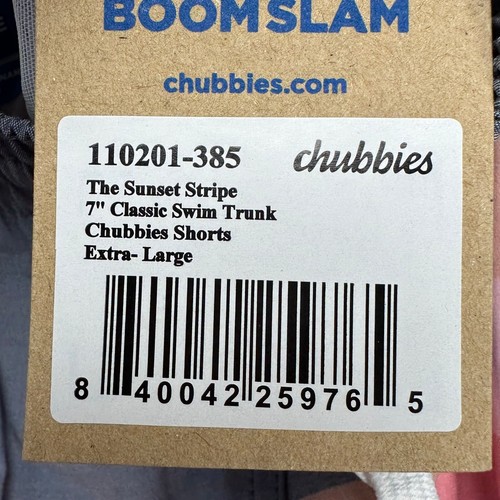 BOOMSLAM
chubbies.com
110201-385 chubbies
The Sunset Stripe
7" Classic Swim Trunk
Chubbies Shorts
Extra- Large
8 40042 25976 5